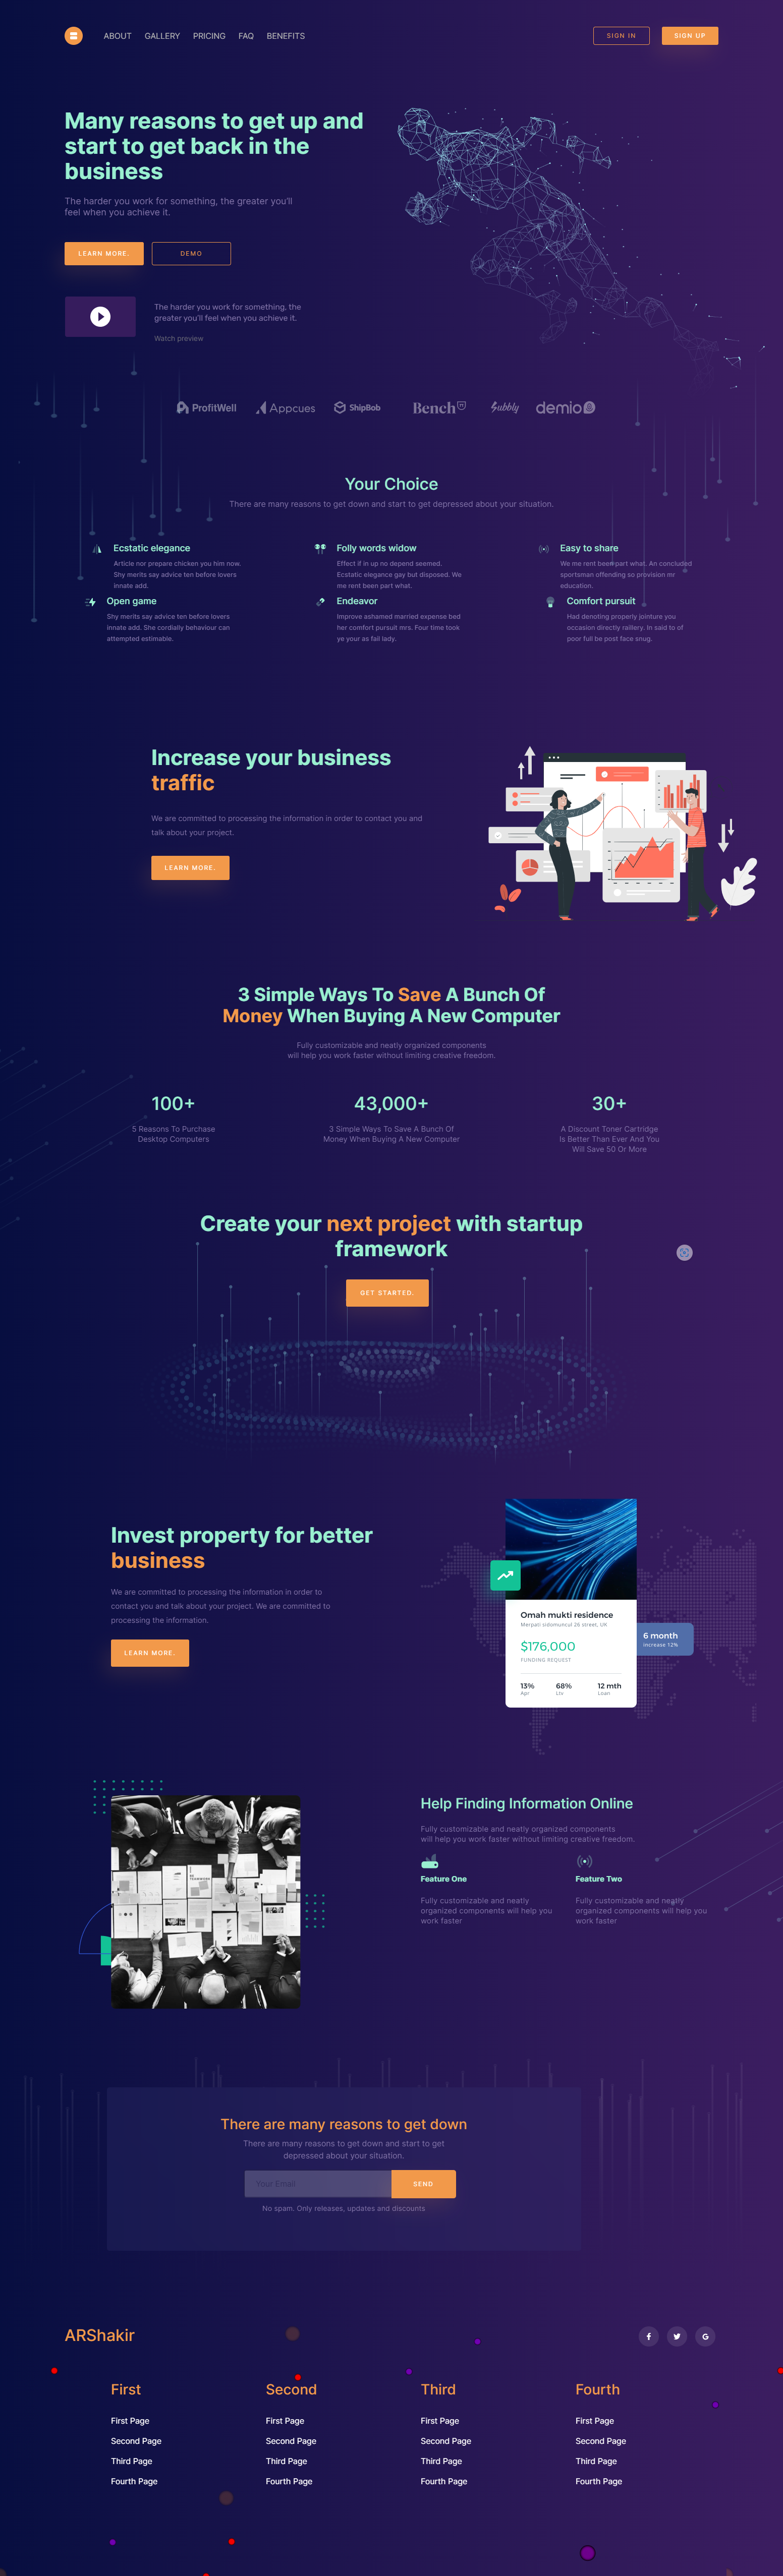 ABOUT GALLERY PRICING FAQ BENEFITS
SIGN IN
SIGN UP
Many reasons to get up and
start to get back in the
business
The harder you work for something, the greater you'll
feel when you achieve it.
LEARN MORE.
DEMO
The harder you work for something, the
greater you'll feel when you achieve it.
Watch preview
ProfitWell Appcues ShipBob Bench Subbly demio
Your Choice
There are many reasons to get down and start to get depressed about your situation.
Ecstatic elegance
Article nor prepare chicken you him now.
Shy merits say advice ten before lovers
innate add.
Folly words widow
Effect if in up no depend seemed.
Ecstatic elegance gay but disposed. We
me rent been part what.
Easy to share
We me rent been part what. An concluded
sportsman offending so provision mr
education.
Open game
Shy merits say advice ten before lovers
innate add. She cordially behaviour can
attempted estimable.
Endeavor
Improve ashamed married expense bed
her comfort pursuit mrs. Four time took
ye your as fail lady.
Comfort pursuit
Had denoting properly jointure you
occasion directly raillery. In said to of
poor full be post face snug.
Increase your business
traffic
We are committed to processing the information in order to contact you and
talk about your project.
LEARN MORE.
3 Simple Ways To Save A Bunch Of
Money When Buying A New Computer
Fully customizable and neatly organized components
will help you work faster without limiting creative freedom.
100+
5 Reasons To Purchase
Desktop Computers
43,000+
3 Simple Ways To Save A Bunch Of
Money When Buying A New Computer
30+
A Discount Toner Cartridge
Is Better Than Ever And You
Will Save 50 Or More
Create your next project with startup
framework
GET STARTED.
Invest property for better
business
We are committed to processing the information in order to
contact you and talk about your project. We are committed to
processing the information.
LEARN MORE.
Omah mukti residence
Merpati sidomuncul 26 street, UK
$176,000
FUNDING REQUEST
13%
Apr
68%
Ltv
12 mth
Loan
6 month
Increase 12%
Help Finding Information Online
Fully customizable and neatly organized components
will help you work faster without limiting creative freedom.
Feature One
Fully customizable and neatly
organized components will help you
work faster
Feature Two
Fully customizable and neatly
organized components will help you
work faster
There are many reasons to get down
There are many reasons to get down and start to get
depressed about your situation.
Your Email
SEND
No spam. Only releases, updates and discounts
ARShakir
First
First Page
Second Page
Third Page
Fourth Page
Second
First Page
Second Page
Third Page
Fourth Page
Third
First Page
Second Page
Third Page
Fourth Page
Fourth
First Page
Second Page
Third Page
Fourth Page